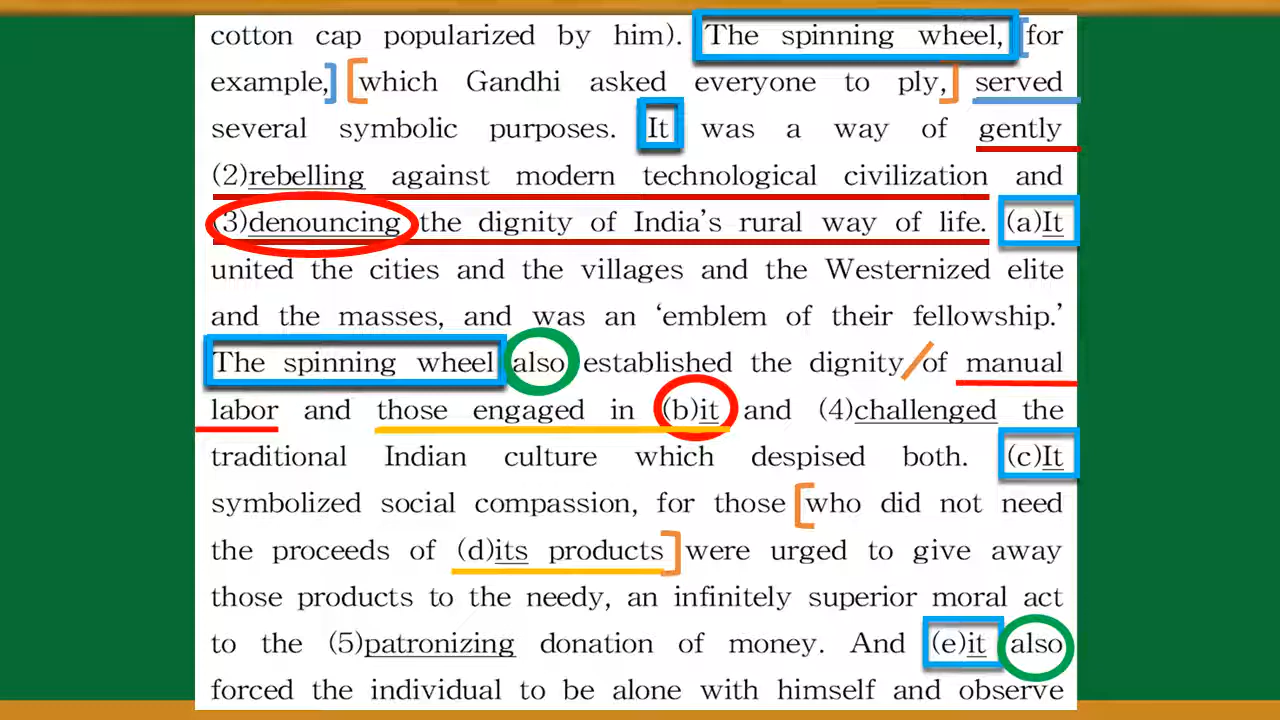 cotton cap popularized by him). The spinning wheel, for
example, which Gandhi asked everyone to ply, served
several symbolic purposes. It was a way of gently
(2)rebelling against modern technological civilization and
(3)denouncing the dignity of India's rural way of life. (a)It
united the cities and the villages and the Westernized elite
and the masses, and was an 'emblem of their fellowship.'
The spinning wheel also established the dignity of manual
labor and those engaged in (b)it and (4)challenged the
traditional Indian culture which despised both. (c)It
symbolized social compassion, for those who did not need
the proceeds of (d)its products were urged to give away
those products to the needy, an infinitely superior moral act
to the (5)patronizing donation of money. And (e)it also
forced the individual to be alone with himself and observe